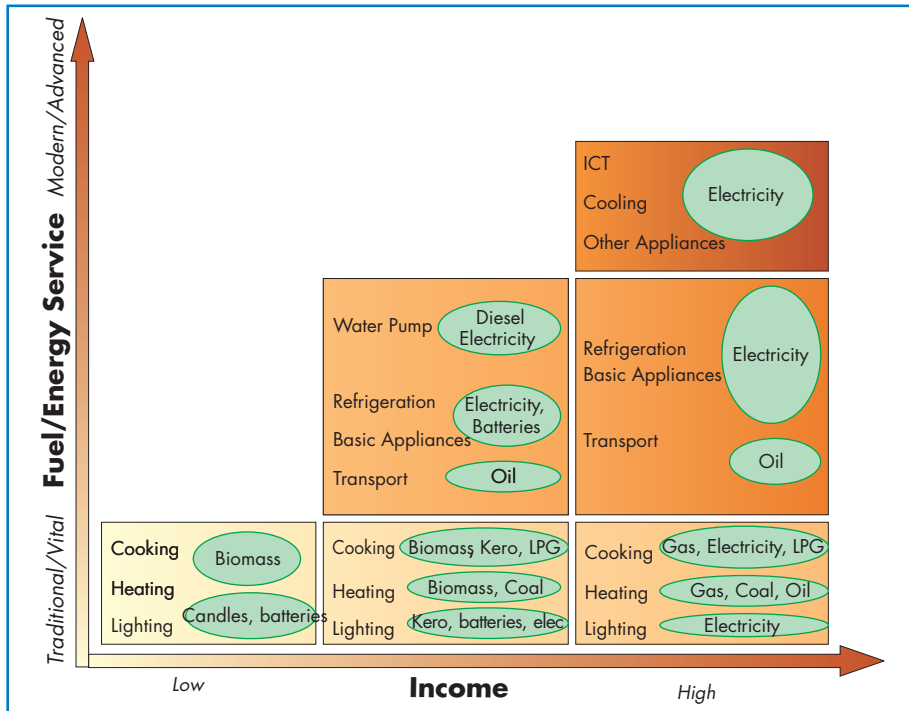 Fuel/Energy Service
Modern/Advanced
Traditional/Vital
ICT
Cooling
Other Appliances
Electricity
Water Pump
Diesel
Electricity
Refrigeration
Basic Appliances
Electricity,
Batteries
Transport
Oil
Refrigeration
Basic Appliances
Electricity
Transport
Oil
Cooking
Heating
Biomass
Lighting
Candles, batteries
Cooking
Biomass, Kero, LPG
Heating
Biomass, Coal
Lighting
Kero, batteries, elec
Cooking
Gas, Electricity, LPG
Heating
Gas, Coal, Oil
Lighting
Electricity
Low
Income
High